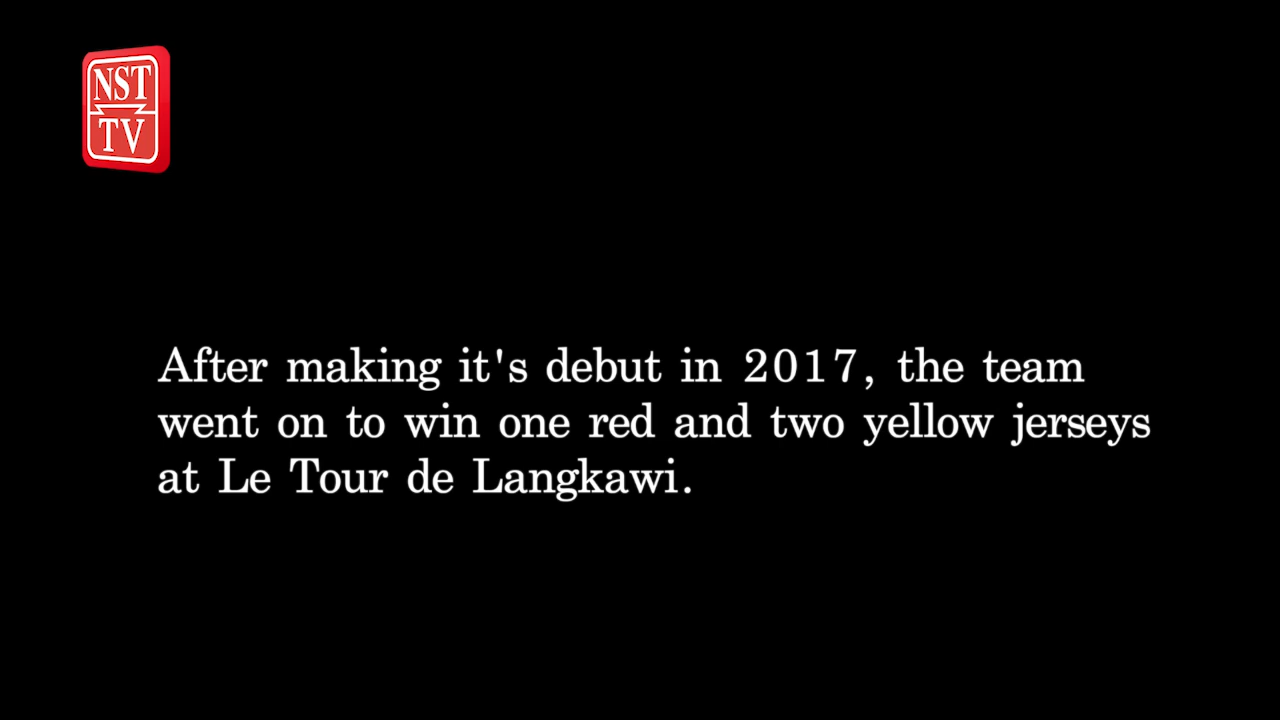 NST
TV
After making it's debut in 2017, the team
went on to win one red and two yellow jerseys
at Le Tour de Langkawi.